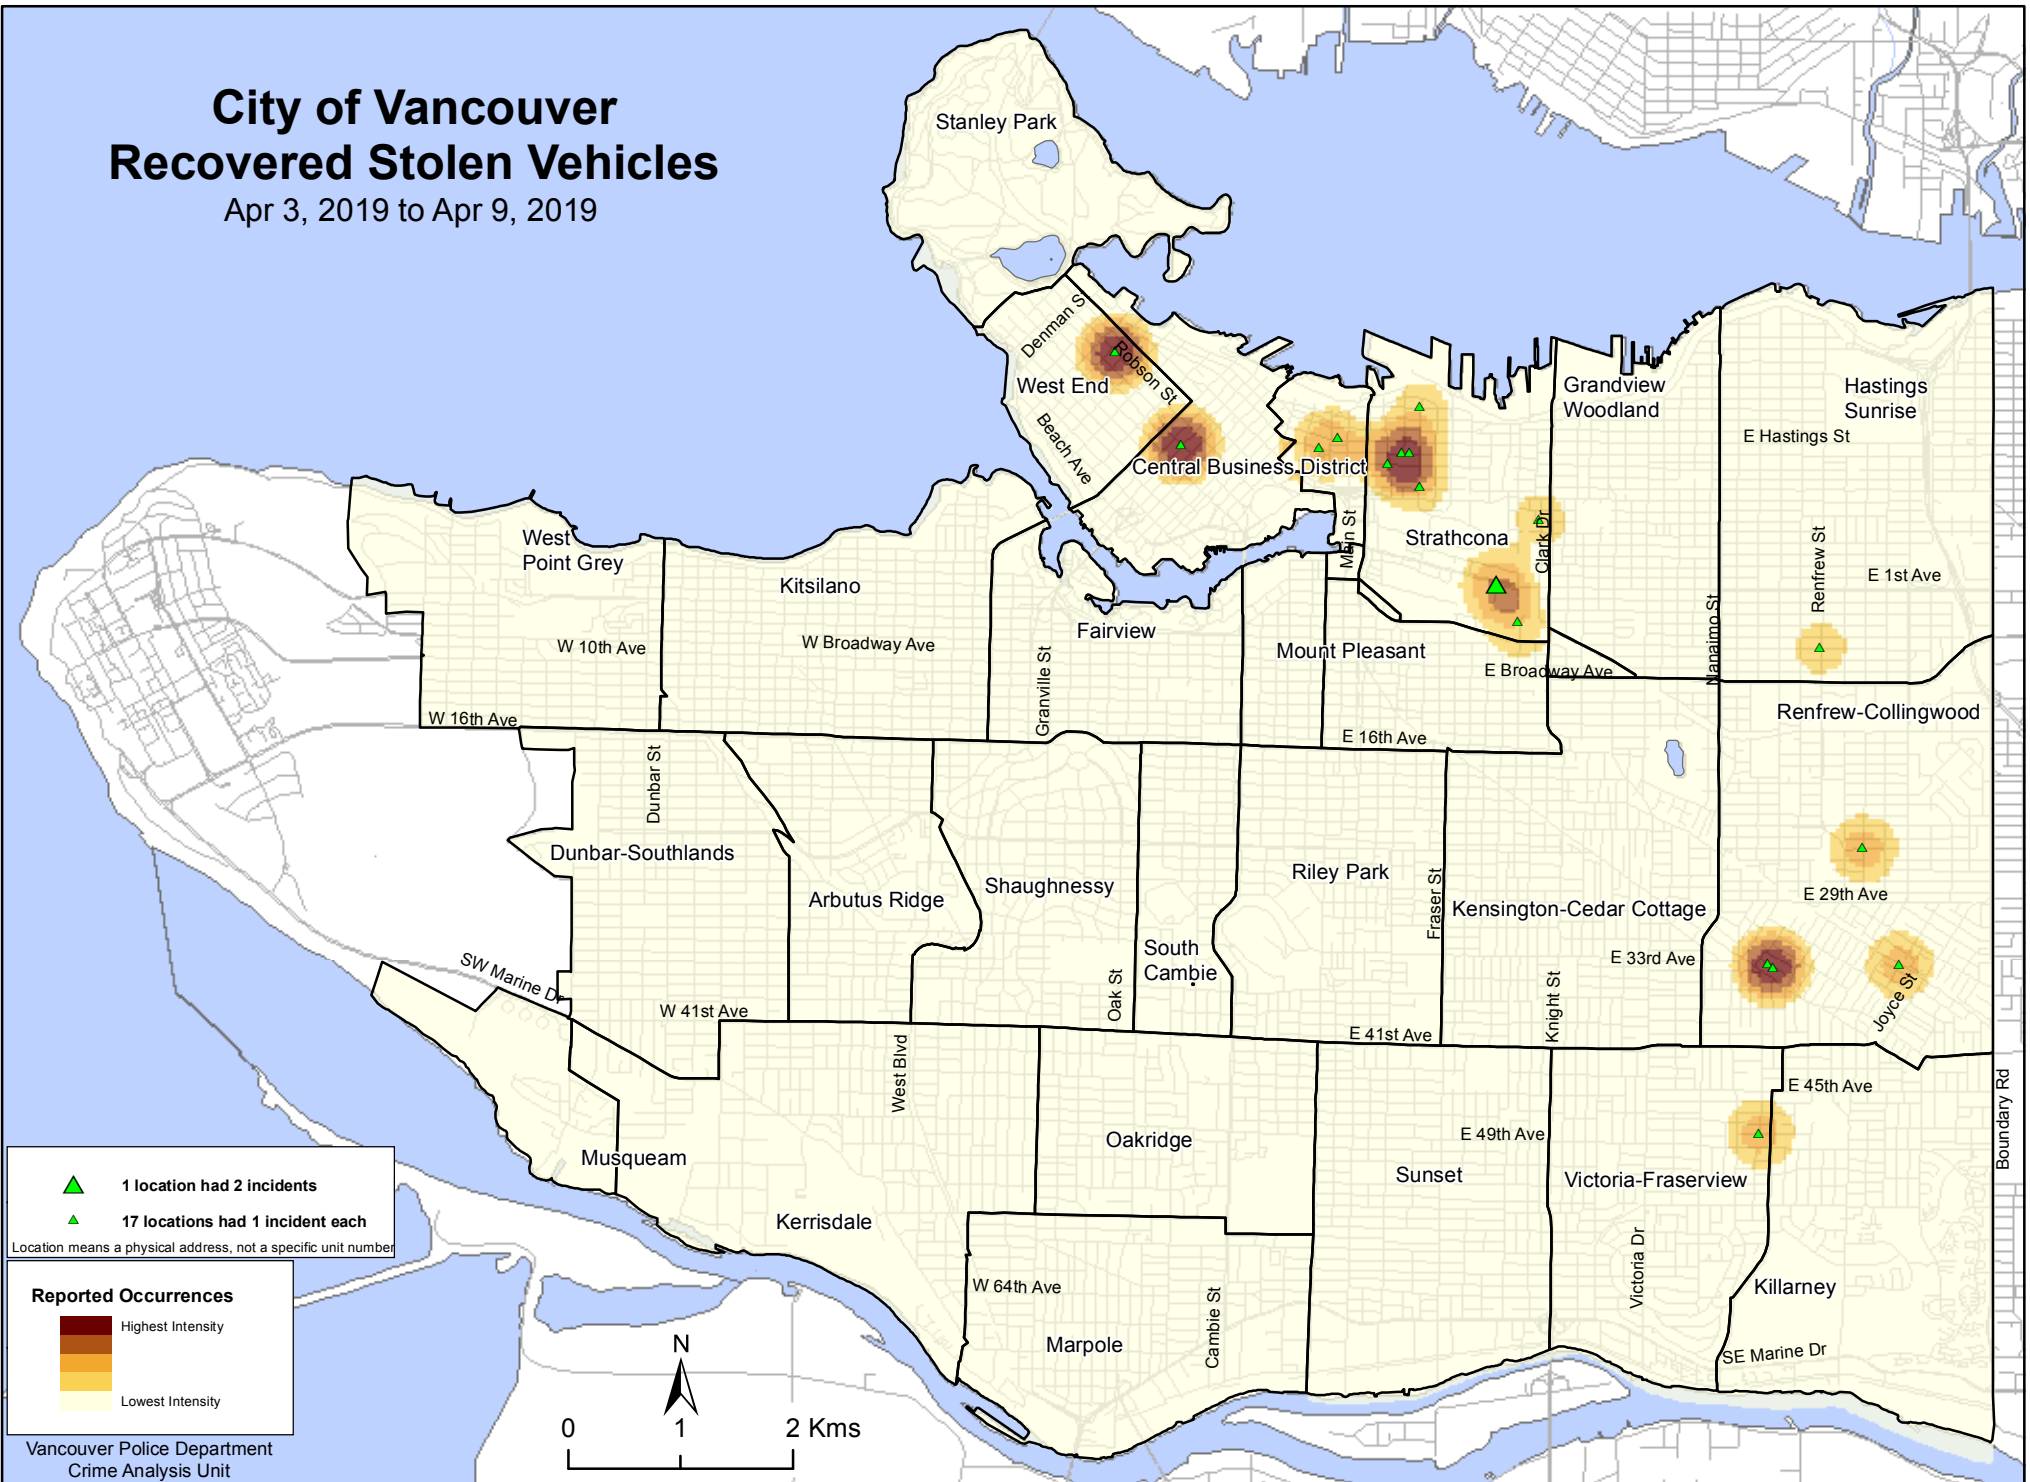 City of Vancouver
Recovered Stolen Vehicles
Apr 3, 2019 to Apr 9, 2019
Stanley Park
Denman S
Robson St
West End
Beach Ave
Central Business District
Grandview
Woodland
Hastings
Sunrise
E Hastings St
West
Point Grey
Kitsilano
Main St
Strathcona
Clark Dr
Renfrew St
E 1st Ave
Nanaimo St
Fairview
W 10th Ave
W Broadway Ave
Granville St
Mount Pleasant
E Broadway Ave
W 16th Ave
E 16th Ave
Renfrew-Collingwood
Dunbar St
Dunbar-Southlands
Arbutus Ridge
Shaughnessy
Riley Park
Fraser St
Kensington-Cedar Cottage
E 29th Ave
South
Cambie
E 33rd Ave
SW Marine Dr
W 41st Ave
Oak St
Knight St
Joyce St
E 41st Ave
West Blvd
E 45th Ave
Boundary Rd
Musqueam
Oakridge
E 49th Ave
Sunset
Victoria-Fraserview
Kerrisdale
Victoria Dr
W 64th Ave
Cambie St
Killarney
Marpole
SE Marine Dr
1 location had 2 incidents
17 locations had 1 incident each
Location means a physical address, not a specific unit number
Reported Occurrences
Highest Intensity
Lowest Intensity
Vancouver Police Department
Crime Analysis Unit
N
0 1 2 Kms